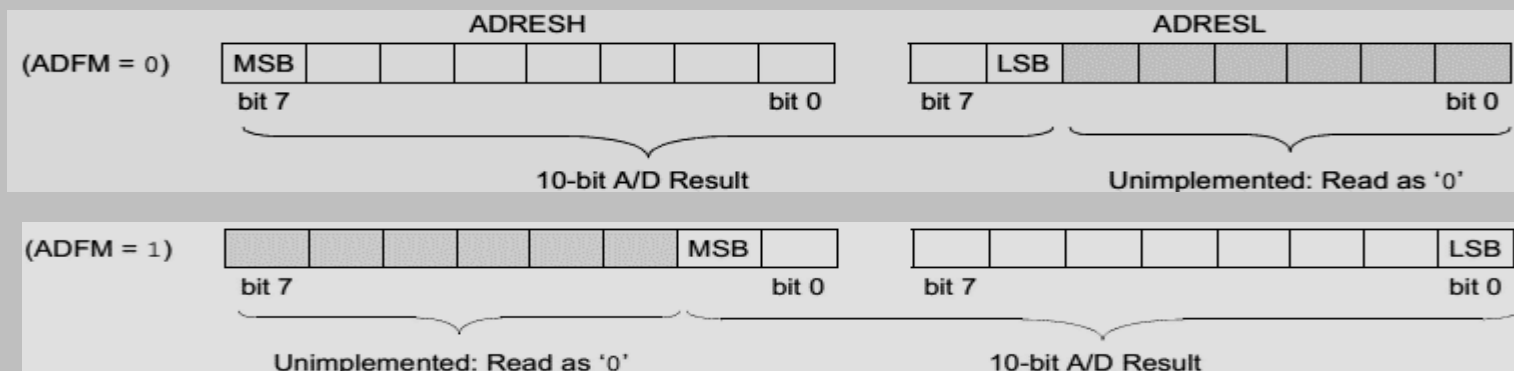 ADRESH ADRESL
(ADFM = 0) MSB LSB
bit 7 bit 0 bit 7 bit 0
10-bit A/D Result Unimplemented: Read as ‘0’
(ADFM = 1) MSB LSB
bit 7 bit 0 bit 7 bit 0
Unimplemented: Read as ‘0’ 10-bit A/D Result